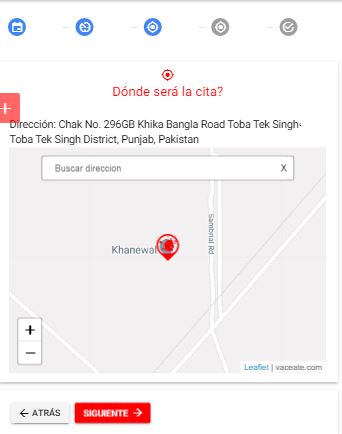 Dónde será la cita?
+
Dirección: Chak No. 296GB Khika Bangla Road Toba Tek Singh-
Toba Tek Singh District, Punjab, Pakistan
Buscar direccion X
Sambrial Rd
Khanewal
+
−
Leaflet | vaceate.com
← ATRÁS SIGUIENTE →